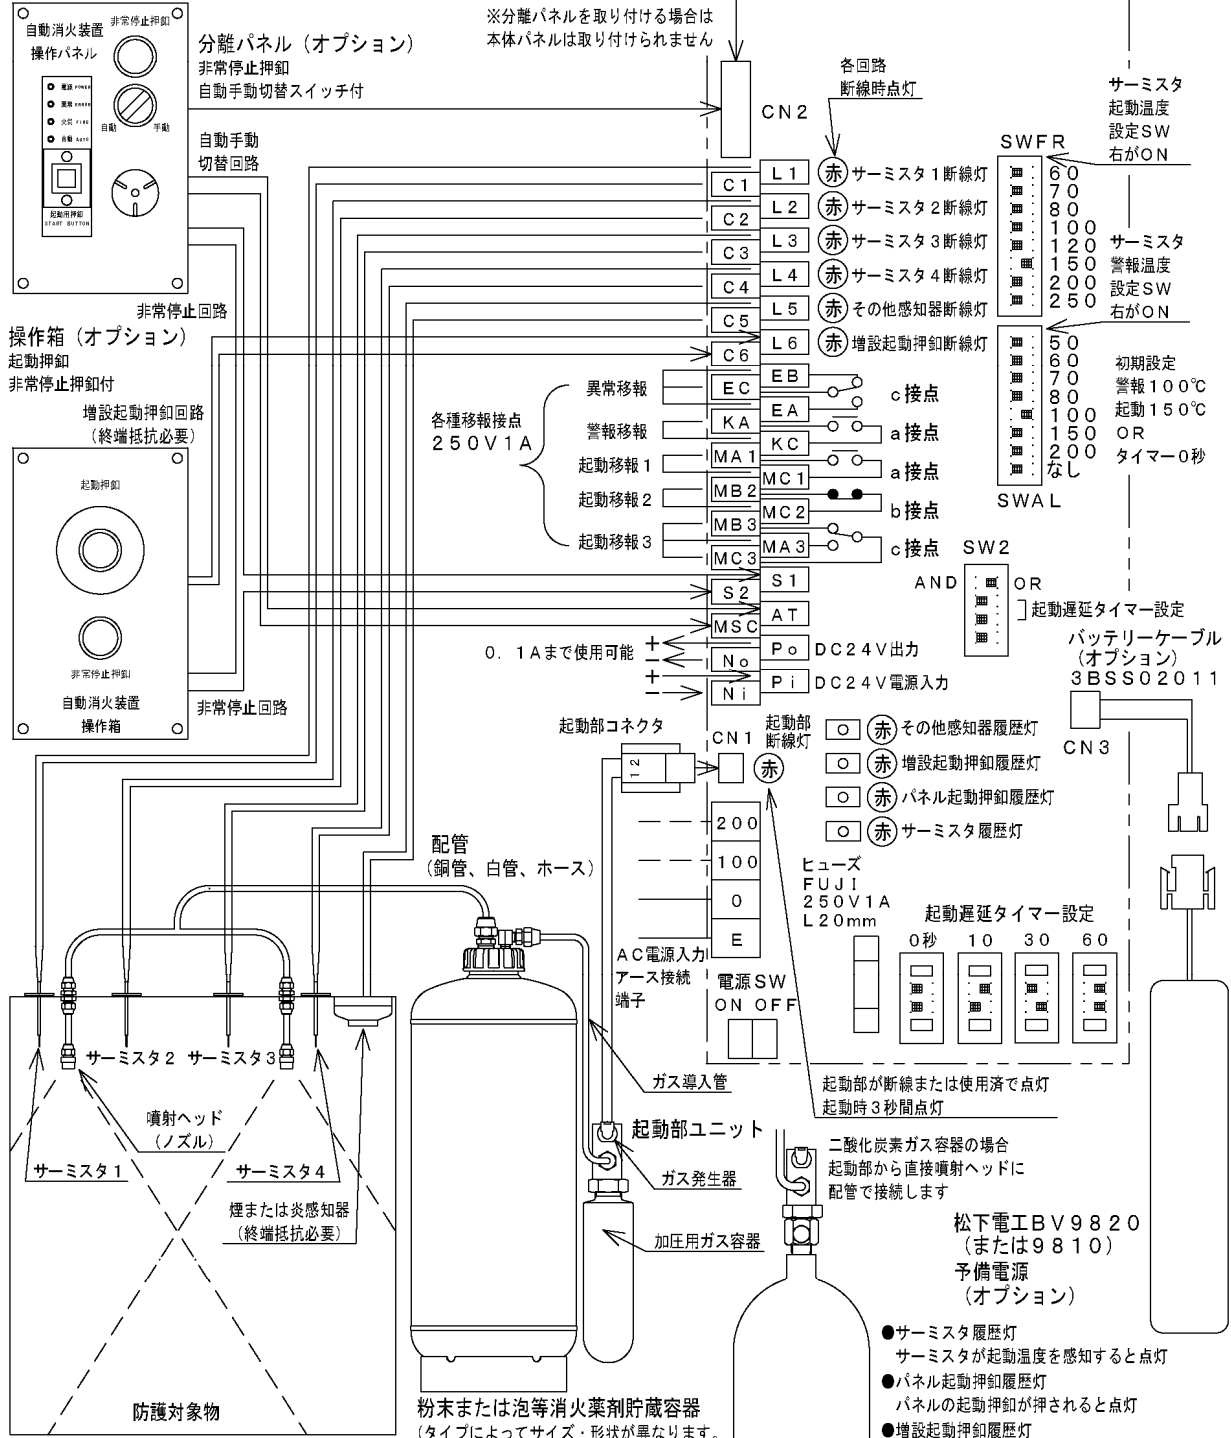 自動消火装置
操作パネル
非常停止押釦
電源 POWER
異常 ERROR
火災 FIRE
自動 AUTO
自動
手動
起動用押釦
START BUTTON
分離パネル（オプション）
非常停止押釦
自動手動切替スイッチ付
※分離パネルを取り付ける場合は
本体パネルは取り付けられません
自動手動
切替回路
非常停止回路
操作箱（オプション）
起動押釦
非常停止押釦付
増設起動押釦回路
（終端抵抗必要）
起動押釦
非常停止押釦
自動消火装置
操作箱
非常停止回路
CN2
各回路
断線時点灯
C1 L1 赤 サーミスタ1断線灯
C2 L2 赤 サーミスタ2断線灯
C3 L3 赤 サーミスタ3断線灯
C4 L4 赤 サーミスタ4断線灯
C5 L5 赤 その他感知器断線灯
C6 L6 赤 増設起動押釦断線灯
SWFR
60
70
80
100
120
150
200
250
サーミスタ
起動温度
設定SW
右がON
サーミスタ
警報温度
設定SW
右がON
50
60
70
80
100
150
200
なし
SWAL
初期設定
警報100℃
起動150℃
OR
タイマー0秒
各種移報接点
250V1A
異常移報
警報移報
起動移報1
起動移報2
起動移報3
EC EB
KA EA
MA1 KC
MB2 MC1
MB3 MC2
MC3 MA3
S2 S1
MSC AT
No Po
Ni Pi
c接点
a接点
a接点
b接点
c接点
SW2
AND OR
起動遅延タイマー設定
0.1Aまで使用可能
＋
－
＋
－
DC24V出力
DC24V電源入力
バッテリーケーブル
（オプション）
3BSS02011
CN3
起動部コネクタ
1 2
CN1
起動部
断線灯
赤
赤 その他感知器履歴灯
赤 増設起動押釦履歴灯
赤 パネル起動押釦履歴灯
赤 サーミスタ履歴灯
200
100
0
E
AC電源入力
アース接続
端子
ヒューズ
FUJI
250V1A
L20mm
電源SW
ON OFF
起動遅延タイマー設定
0秒 10 30 60
配管
（銅管、白管、ホース）
サーミスタ2 サーミスタ3
噴射ヘッド
（ノズル）
サーミスタ1 サーミスタ4
煙または炎感知器
（終端抵抗必要）
防護対象物
ガス導入管
起動部ユニット
ガス発生器
加圧用ガス容器
起動部が断線または使用済で点灯
起動時3秒間点灯
二酸化炭素ガス容器の場合
起動部から直接噴射ヘッドに
配管で接続します
松下電工BV9820
（または9810）
予備電源
（オプション）
粉末または泡等消火薬剤貯蔵容器
（タイプによってサイズ・形状が異なります。
●サーミスタ履歴灯
サーミスタが起動温度を感知すると点灯
●パネル起動押釦履歴灯
パネルの起動押釦が押されると点灯
●増設起動押釦履歴灯